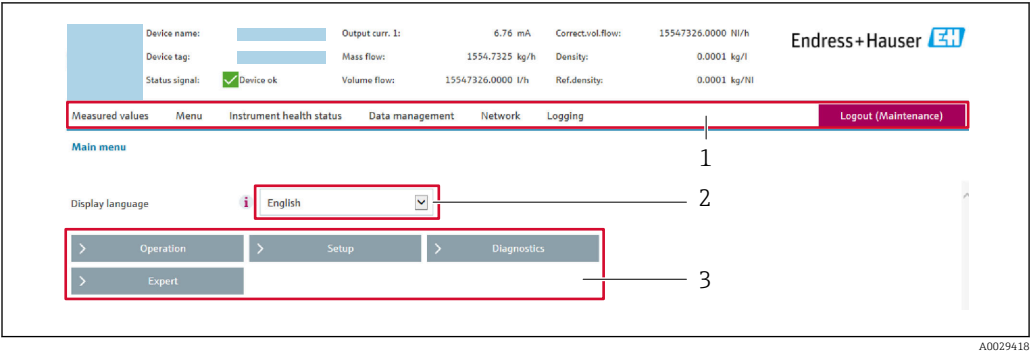 Device name: Output curr. 1: 6.76 mA Correct.vol.flow: 15547326.0000 Nl/h
Endress+Hauser EH
Device tag: Mass flow: 1554.7325 kg/h Density: 0.0001 kg/l
Status signal: Device ok Volume flow: 15547326.0000 l/h Ref.density: 0.0001 kg/Nl
Measured values Menu Instrument health status Data management Network Logging Logout (Maintenance)
1
Main menu
Display language i English 2
> Operation > Setup > Diagnostics
> Expert 3
A0029418